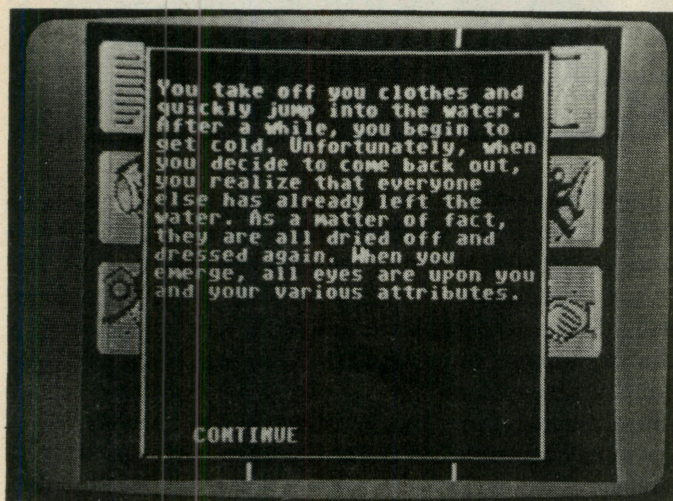 You take off you clothes and
quickly jump into the water.
After a while, you begin to
get cold. Unfortunately, when
you decide to come back out,
you realize that everyone
else has already left the
water. As a matter of fact,
they are all dried off and
dressed again. When you
emerge, all eyes are upon you
and your various attributes.
CONTINUE